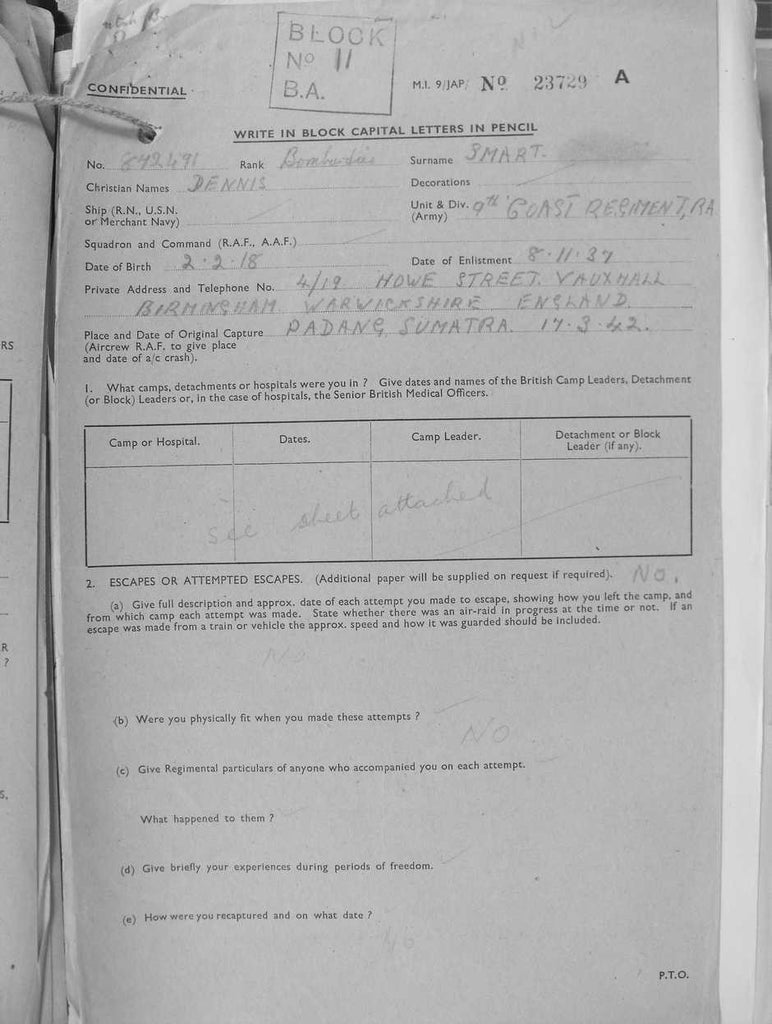 BLOCK
No 11
B.A.
CONFIDENTIAL
M.I. 9/JAP/ No 23729 A
WRITE IN BLOCK CAPITAL LETTERS IN PENCIL
No. 842491 Rank Bombardier Surname SMART.
Christian Names DENNIS Decorations
Ship (R.N., U.S.N. or Merchant Navy)
Unit & Div. (Army) 9th COAST REGIMENT, RA
Squadron and Command (R.A.F., A.A.F.)
Date of Birth 2.2.18 Date of Enlistment 8.11.37
Private Address and Telephone No. 4/19 HOWE STREET. VAUXHALL
BIRMINGHAM WARWICKSHIRE ENGLAND.
Place and Date of Original Capture PADANG, SUMATRA. 17.3.42.
(Aircrew R.A.F. to give place
and date of a/c crash).
1. What camps, detachments or hospitals were you in ? Give dates and names of the British Camp Leaders, Detachment
(or Block) Leaders or, in the case of hospitals, the Senior British Medical Officers.
Camp or Hospital. Dates. Camp Leader. Detachment or Block Leader (if any).
See sheet attached
2. ESCAPES OR ATTEMPTED ESCAPES. (Additional paper will be supplied on request if required). NO.
(a) Give full description and approx. date of each attempt you made to escape, showing how you left the camp, and
from which camp each attempt was made. State whether there was an air-raid in progress at the time or not. If an
escape was made from a train or vehicle the approx. speed and how it was guarded should be included.
No
(b) Were you physically fit when you made these attempts ?
NO
(c) Give Regimental particulars of anyone who accompanied you on each attempt.
What happened to them ?
(d) Give briefly your experiences during periods of freedom.
(e) How were you recaptured and on what date ?
P.T.O.
RS
R
?
S,